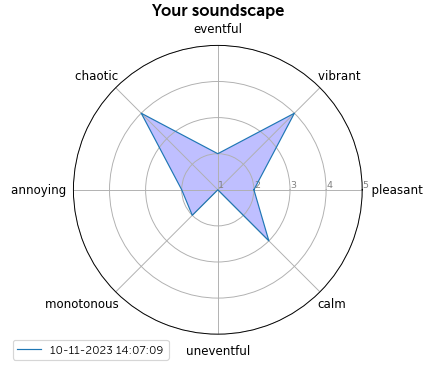 Your soundscape
eventful
chaotic
vibrant
annoying
1 2 3 4 5
pleasant
monotonous
calm
10-11-2023 14:07:09
uneventful